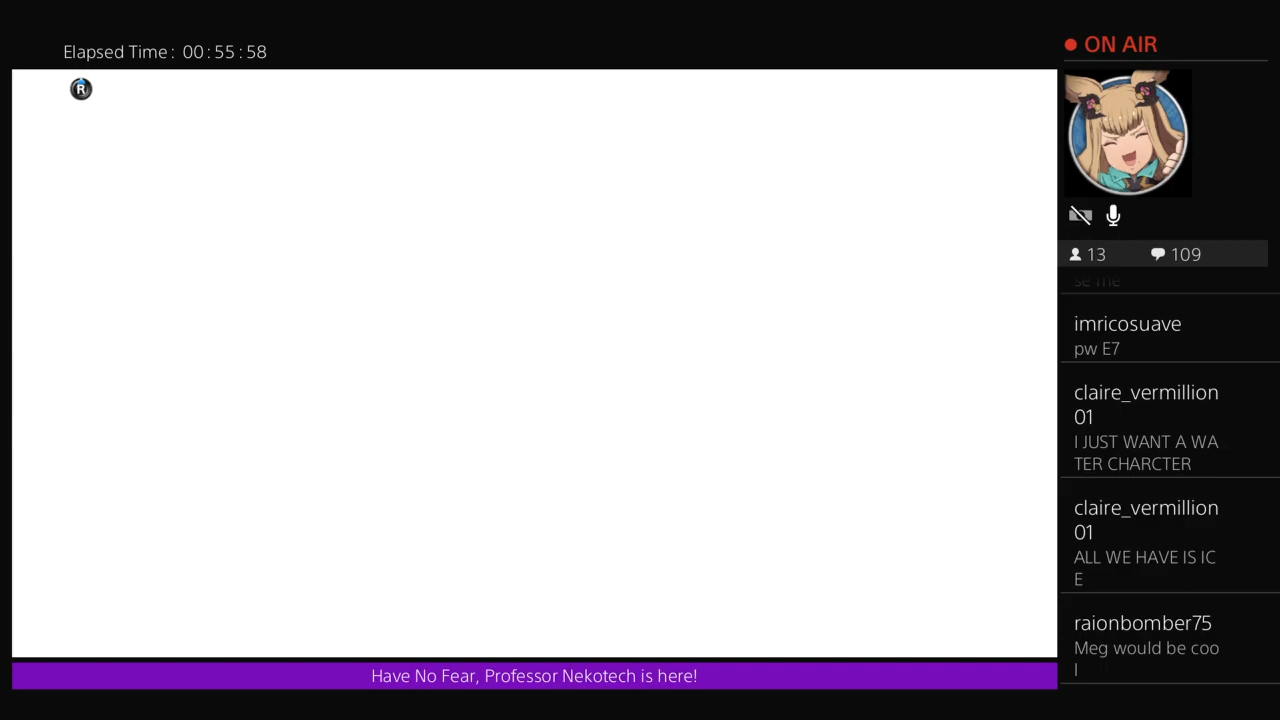 Elapsed Time: 00:55:58
ON AIR
R
13 109
se me
imricosuave
pw E7
claire_vermillion
01
I JUST WANT A WA
TER CHARCTER
claire_vermillion
01
ALL WE HAVE IS IC
E
raionbomber75
Meg would be coo
l
Have No Fear, Professor Nekotech is here!